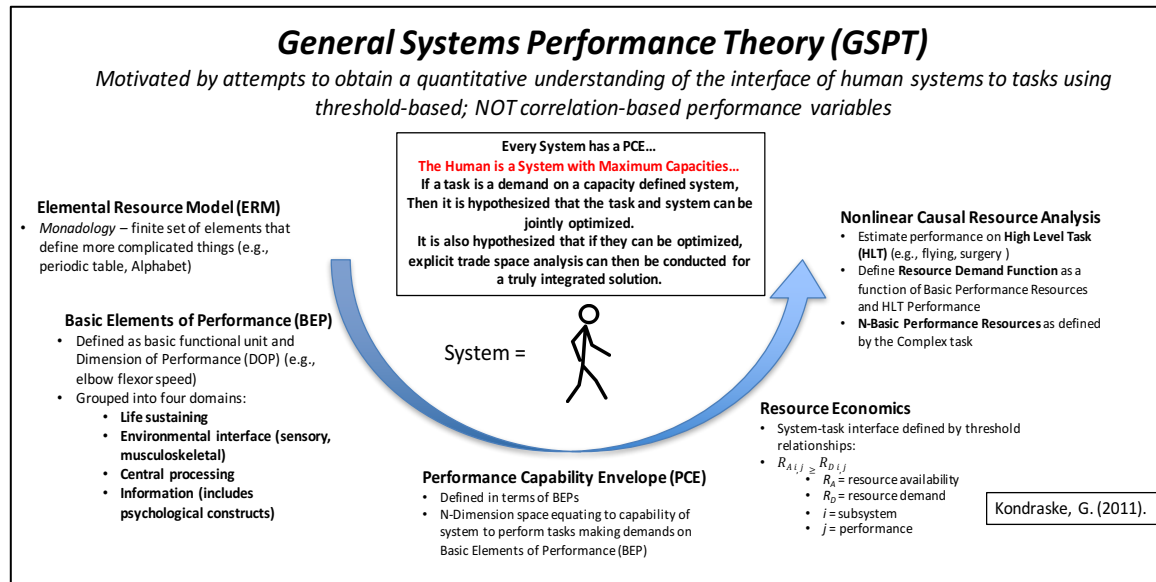 General Systems Performance Theory (GSPT)
Motivated by attempts to obtain a quantitative understanding of the interface of human systems to tasks using
threshold-based; NOT correlation-based performance variables
Every System has a PCE…
The Human is a System with Maximum Capacities…
If a task is a demand on a capacity defined system,
Then it is hypothesized that the task and system can be
jointly optimized.
It is also hypothesized that if they can be optimized,
explicit trade space analysis can then be conducted for
a truly integrated solution.
Elemental Resource Model (ERM)
• Monadology – finite set of elements that
define more complicated things (e.g.,
periodic table, Alphabet)
Basic Elements of Performance (BEP)
• Defined as basic functional unit and
Dimension of Performance (DOP) (e.g.,
elbow flexor speed)
• Grouped into four domains:
• Life sustaining
• Environmental interface (sensory,
musculoskeletal)
• Central processing
• Information (includes
psychological constructs)
System =
Performance Capability Envelope (PCE)
• Defined in terms of BEPs
• N-Dimension space equating to capability of
system to perform tasks making demands on
Basic Elements of Performance (BEP)
Nonlinear Causal Resource Analysis
• Estimate performance on High Level Task
(HLT) (e.g., flying, surgery )
• Define Resource Demand Function as a
function of Basic Performance Resources
and HLT Performance
• N-Basic Performance Resources as defined
by the Complex task
Resource Economics
• System-task interface defined by threshold
relationships:
• R_A i,j ≥ R_D i,j
• R_A = resource availability
• R_D = resource demand
• i = subsystem
• j = performance
Kondraske, G. (2011).